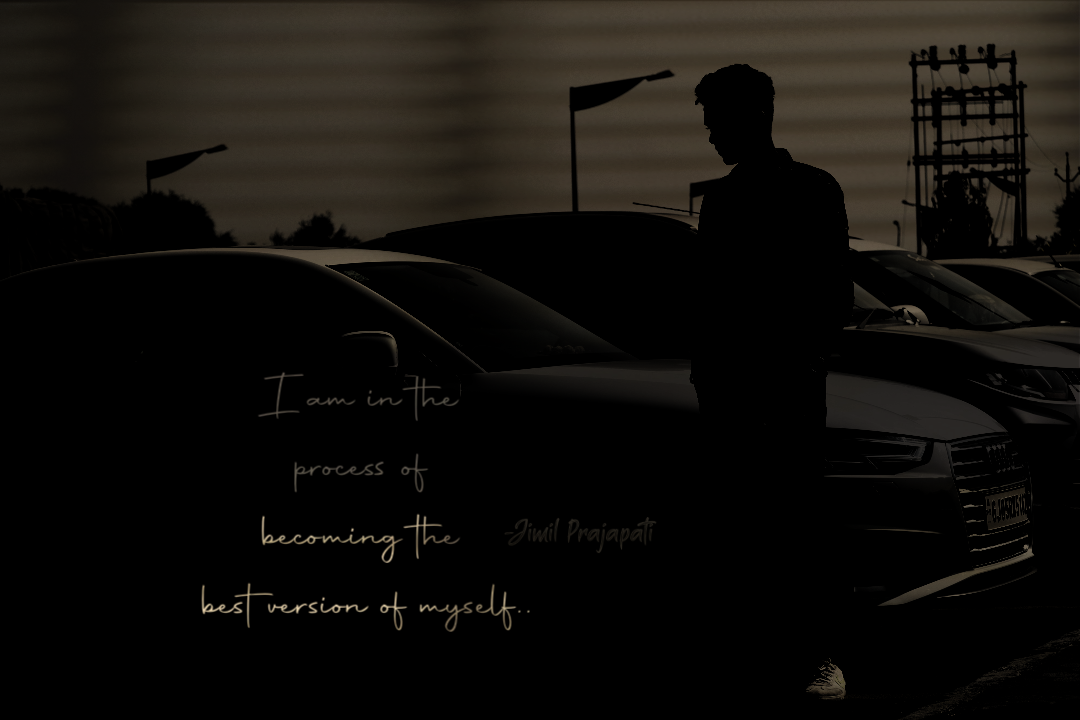 I am in the
process of
becoming the
best version of myself..
-Jimil Prajapati